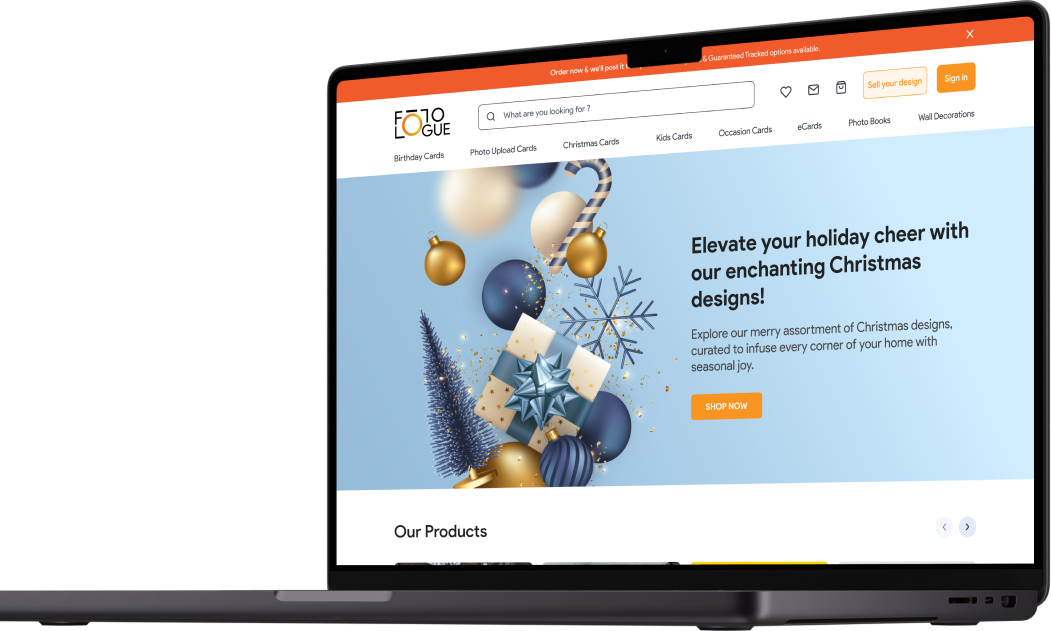 Order now & we'll post it
& Guaranteed Tracked options available.
FOTO
LOGUE
What are you looking for ?
Sell your design
Sign in
Birthday Cards
Photo Upload Cards
Christmas Cards
Kids Cards
Occasion Cards
eCards
Photo Books
Wall Decorations
Elevate your holiday cheer with
our enchanting Christmas
designs!
Explore our merry assortment of Christmas designs,
curated to infuse every corner of your home with
seasonal joy.
SHOP NOW
Our Products